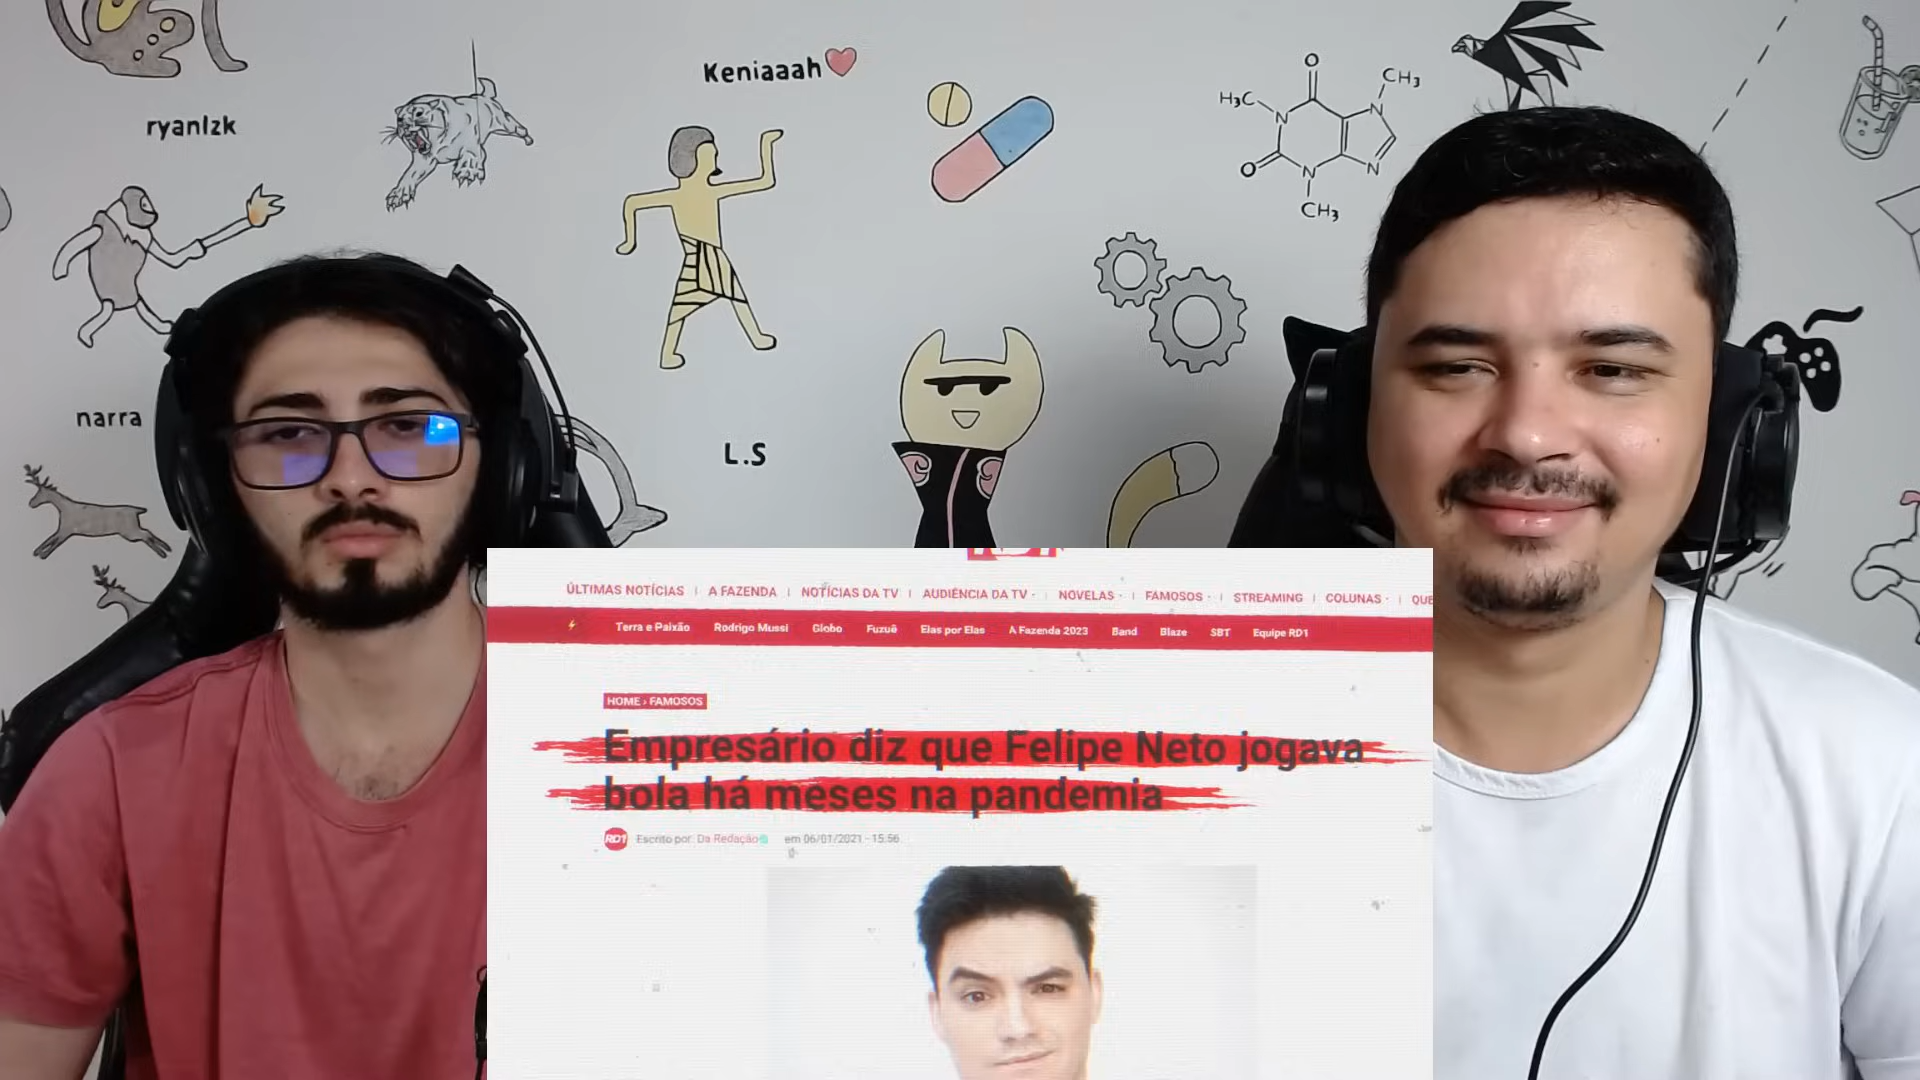 Keniaaah
ryanlzk
narra
L.S
O
H₃C
CH₃
N
N
O
N
N
CH₃
ÚLTIMAS NOTÍCIAS | A FAZENDA | NOTÍCIAS DA TV | AUDIÊNCIA DA TV | NOVELAS | FAMOSOS | STREAMING | COLUNAS | QUE
Terra e Paixão Rodrigo Mussi Globo Fuzuê Elas por Elas A Fazenda 2023 Band Blaze SBT Equipe RD1
HOME › FAMOSOS
Empresário diz que Felipe Neto jogava
bola há meses na pandemia
RD1 Escrito por: Da Redação em 06/01/2021 - 15:56